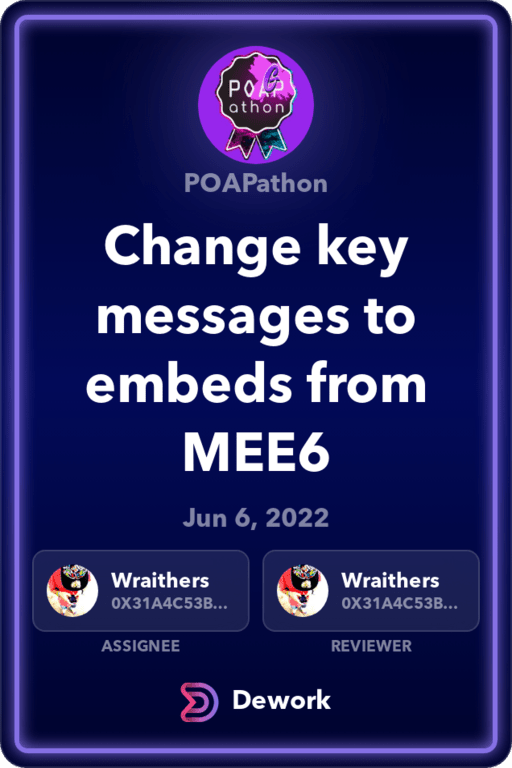 POAP
athon
POAPathon
Change key
messages to
embeds from
MEE6
Jun 6, 2022
Wraithers
0X31A4C53B...
Wraithers
0X31A4C53B...
ASSIGNEE
REVIEWER
Dework